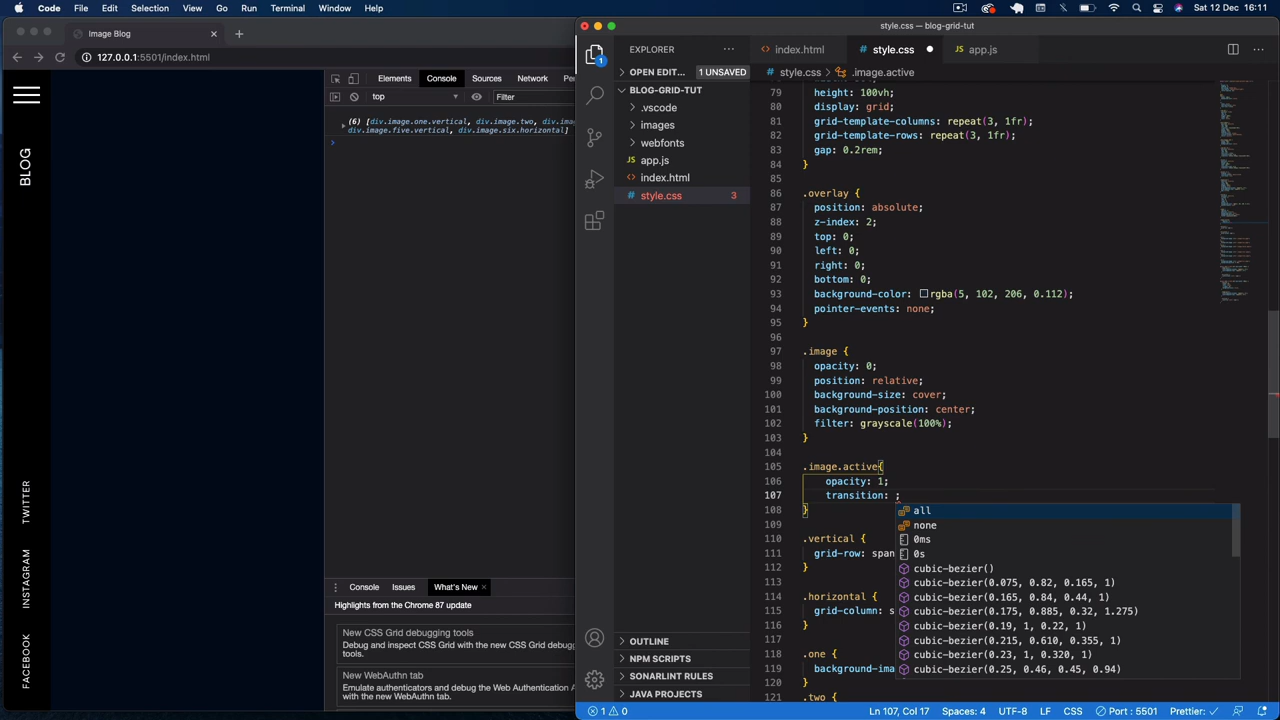 Code File Edit Selection View Go Run Terminal Window Help
Sat 12 Dec 16:11
Image Blog
127.0.0.1:5501/index.html
BLOG
TWITTER
INSTAGRAM
FACEBOOK
Elements Console Sources Network
top Filter
(6) [div.image.one.vertical, div.image.two, div.ima
div.image.five.vertical, div.image.six.horizontal]
Console Issues What's New
Highlights from the Chrome 87 update
New CSS Grid debugging tools
Debug and inspect CSS Grid with the new CSS Grid debugg
tools.
New WebAuthn tab
Emulate authenticators and debug the Web Authentication A
with the new WebAuthn tab.
style.css — blog-grid-tut
EXPLORER
OPEN EDIT... 1 UNSAVED
BLOG-GRID-TUT
.vscode
images
webfonts
app.js
index.html
style.css 3
OUTLINE
NPM SCRIPTS
SONARLINT RULES
JAVA PROJECTS
1
index.html style.css app.js
style.css > .image.active
79 height: 100vh;
80 display: grid;
81 grid-template-columns: repeat(3, 1fr);
82 grid-template-rows: repeat(3, 1fr);
83 gap: 0.2rem;
84 }
85
86 .overlay {
87 position: absolute;
88 z-index: 2;
89 top: 0;
90 left: 0;
91 right: 0;
92 bottom: 0;
93 background-color: rgba(5, 102, 206, 0.112);
94 pointer-events: none;
95 }
96
97 .image {
98 opacity: 0;
99 position: relative;
100 background-size: cover;
101 background-position: center;
102 filter: grayscale(100%);
103 }
104
105 .image.active{
106 opacity: 1;
107 transition: ;
108 }
109
110 .vertical {
111 grid-row: span
112 }
113
114 .horizontal {
115 grid-column: s
116 }
117
118 .one {
119 background-ima
120 }
121 .two {
all
none
0ms
0s
cubic-bezier()
cubic-bezier(0.075, 0.82, 0.165, 1)
cubic-bezier(0.165, 0.84, 0.44, 1)
cubic-bezier(0.175, 0.885, 0.32, 1.275)
cubic-bezier(0.19, 1, 0.22, 1)
cubic-bezier(0.215, 0.610, 0.355, 1)
cubic-bezier(0.23, 1, 0.320, 1)
cubic-bezier(0.25, 0.46, 0.45, 0.94)
1 0
Ln 107, Col 17 Spaces: 4 UTF-8 LF CSS Port : 5501 Prettier: